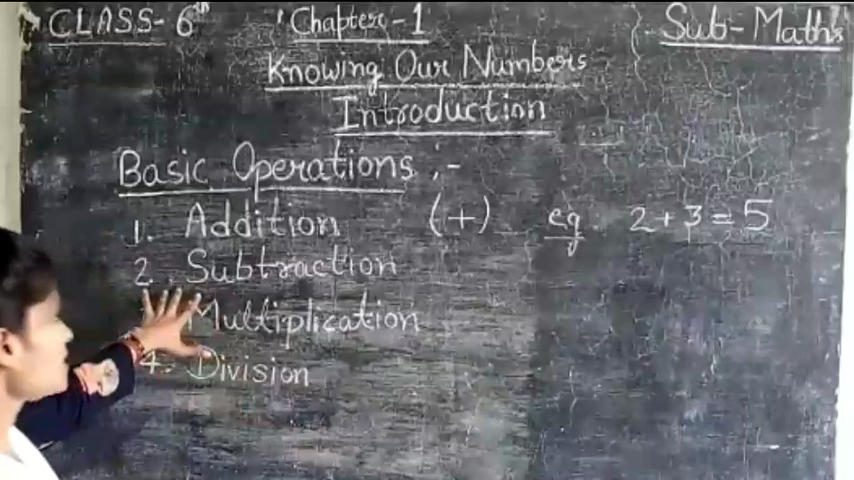 CLASS - 6th Chapter - 1 Sub - Maths
Knowing Our Numbers
Introduction
Basic Operations :-
1. Addition (+) eg 2 + 3 = 5
2. Subtraction
Multiplication
4. Division